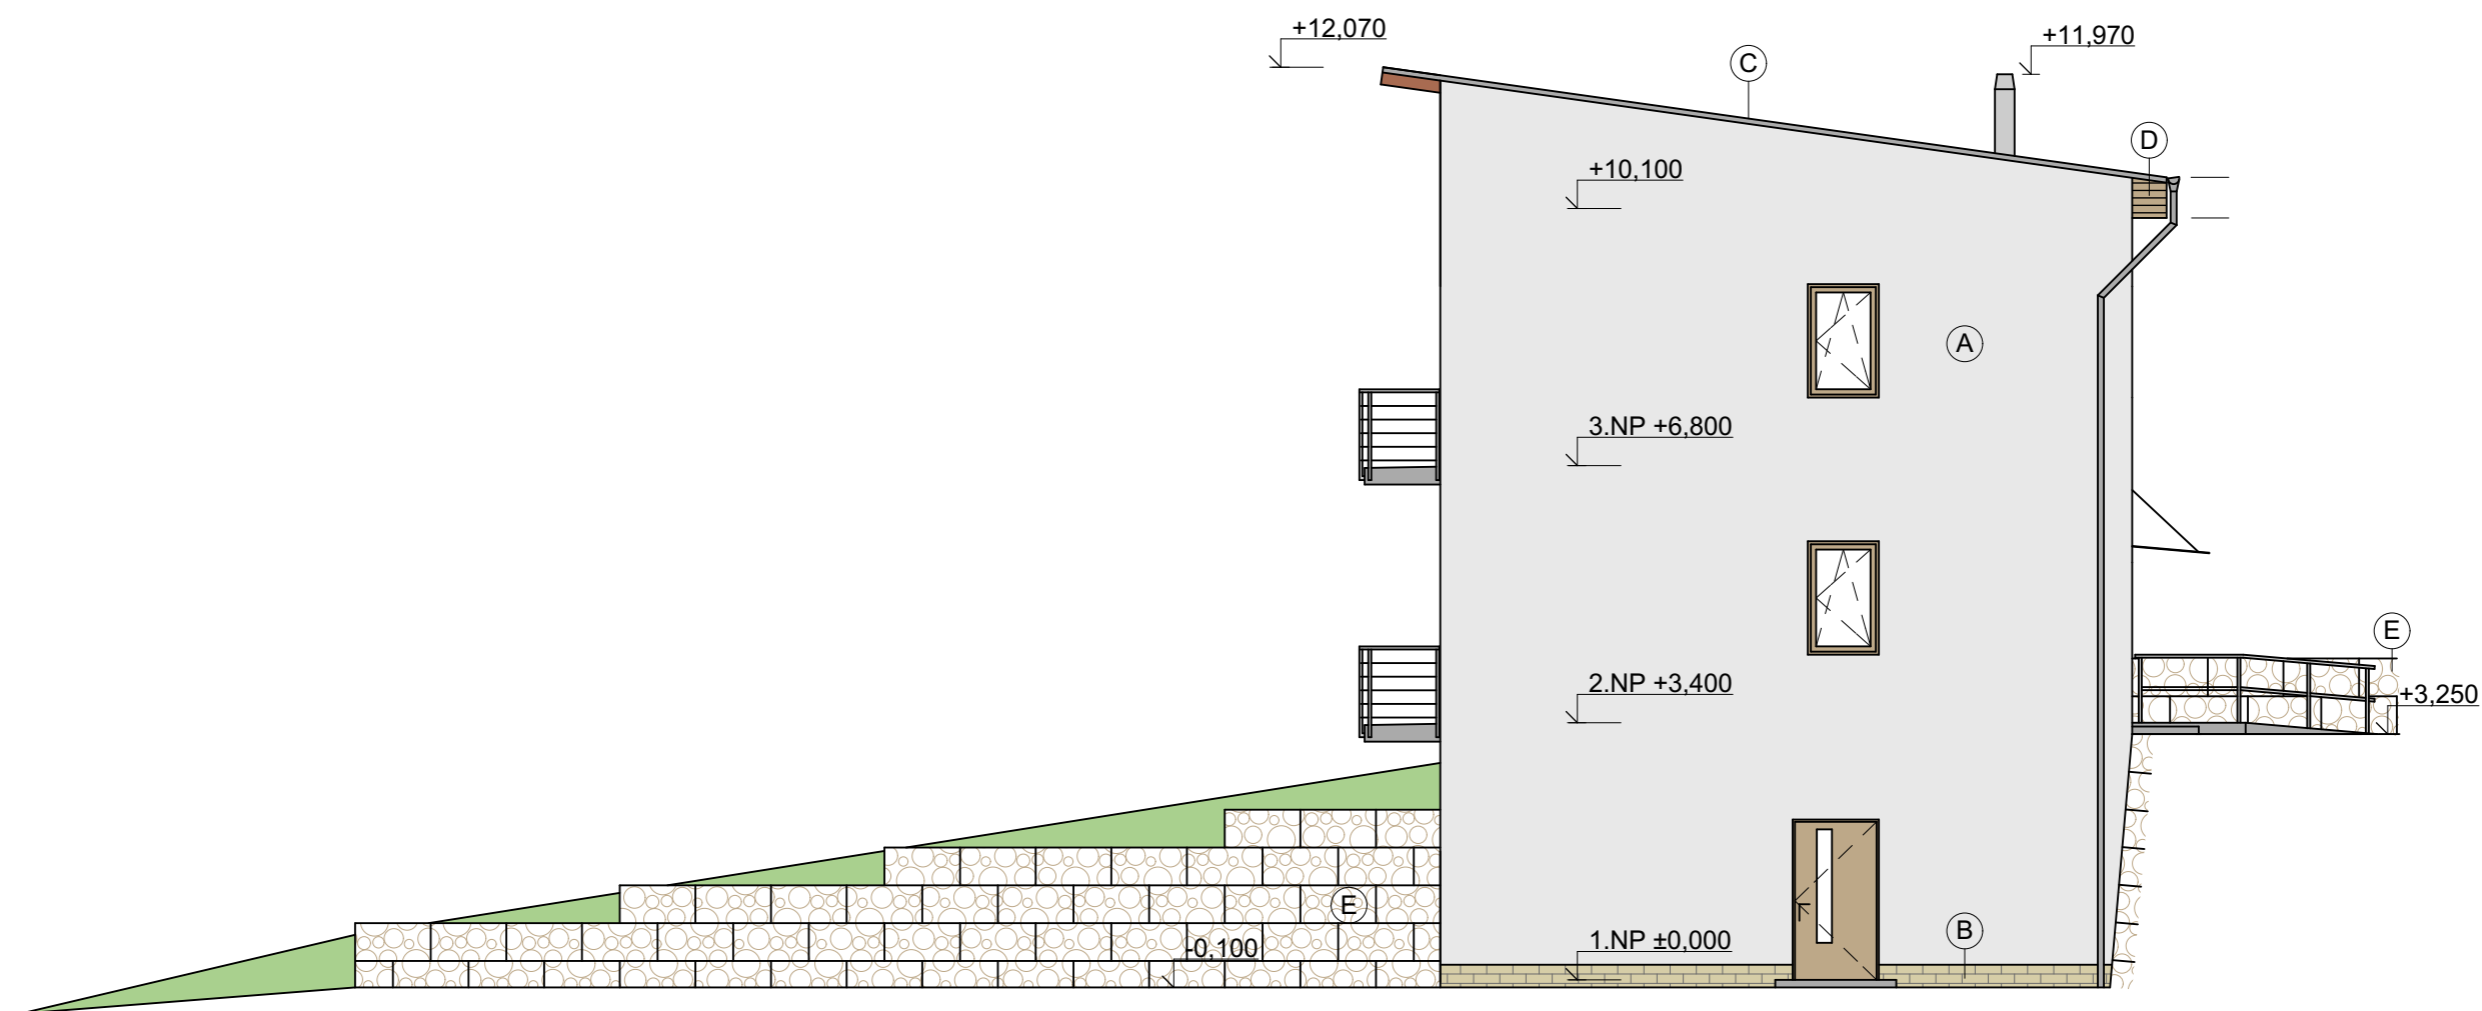 +12,070
+11,970
C
D
+10,100
A
3.NP +6,800
E
2.NP +3,400
+3,250
E
B
1.NP ±0,000
-0,100